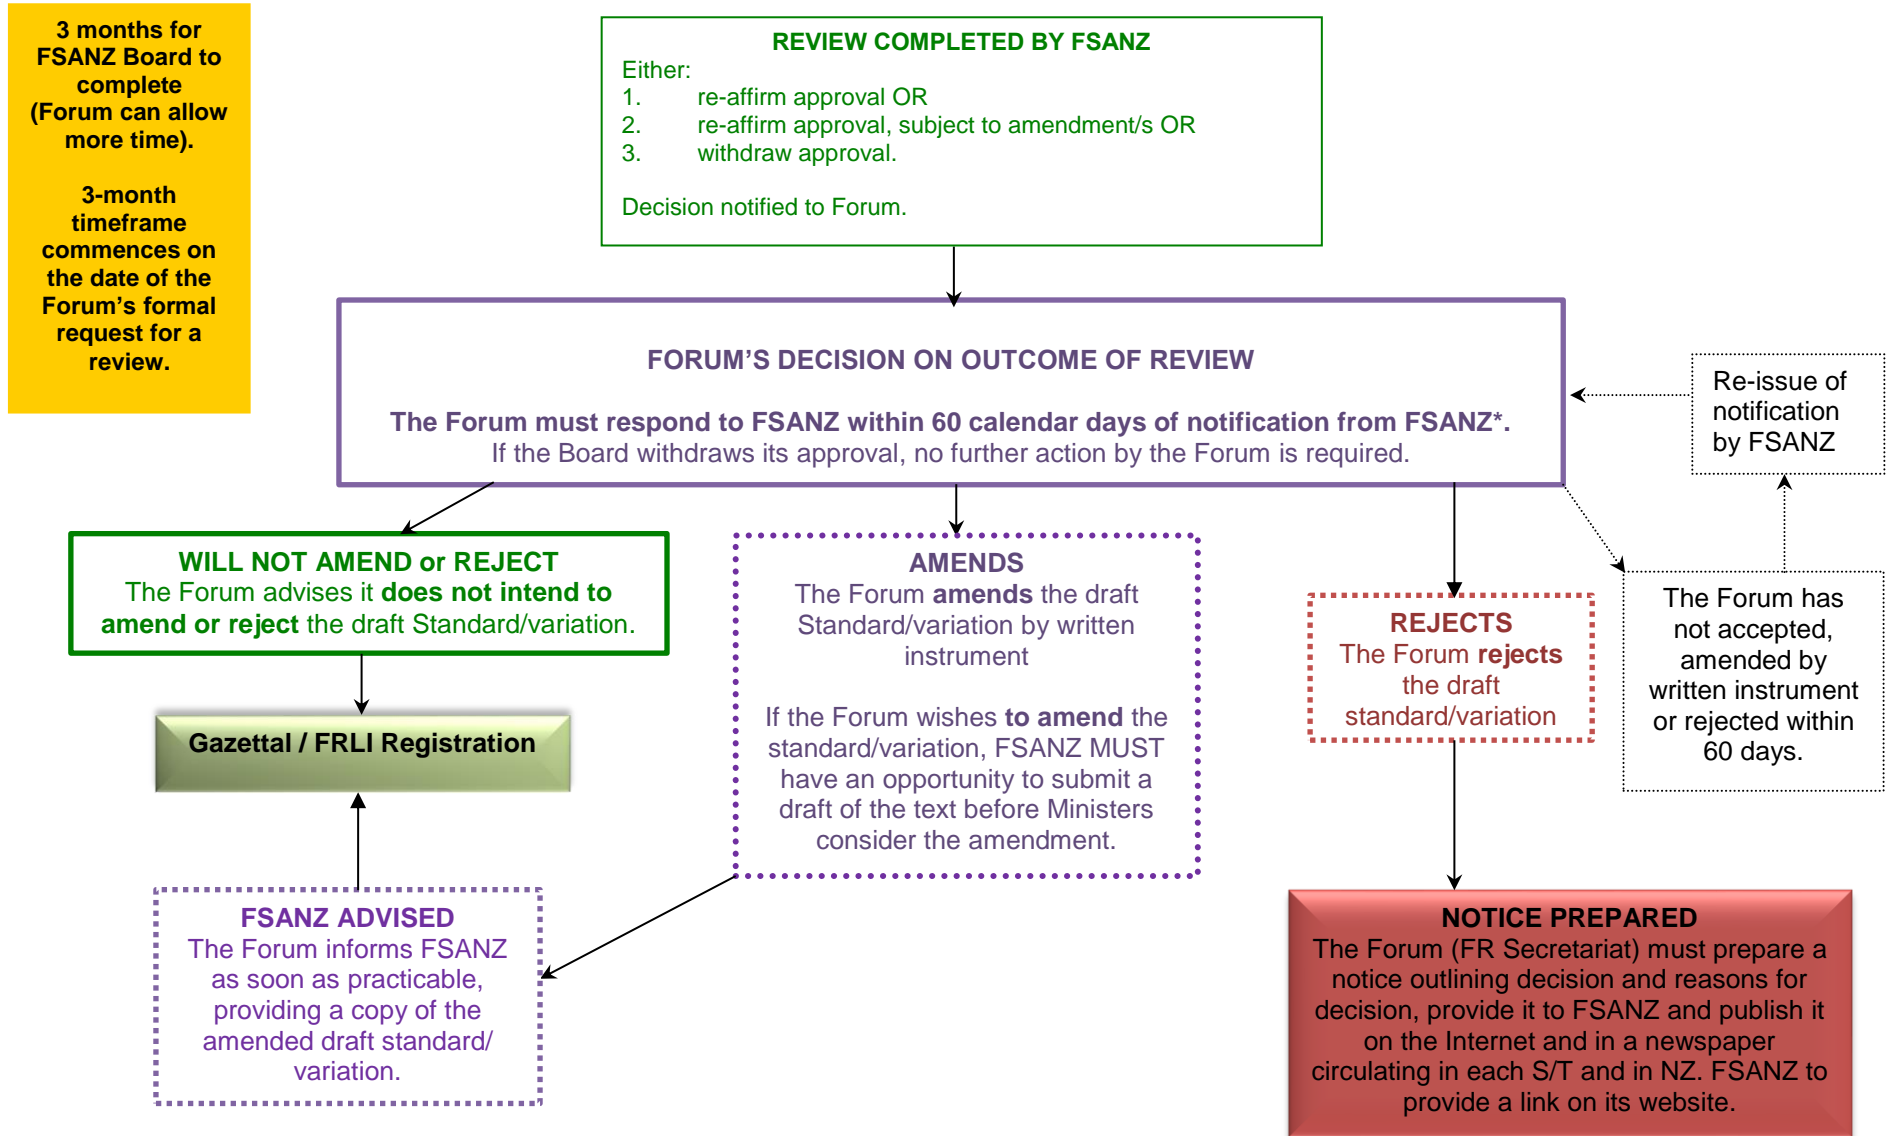 3 months for
FSANZ Board to
complete
(Forum can allow
more time).
3-month
timeframe
commences on
the date of the
Forum’s formal
request for a
review.
REVIEW COMPLETED BY FSANZ
Either:
1. re-affirm approval OR
2. re-affirm approval, subject to amendment/s OR
3. withdraw approval.
Decision notified to Forum.
FORUM’S DECISION ON OUTCOME OF REVIEW
The Forum must respond to FSANZ within 60 calendar days of notification from FSANZ*.
If the Board withdraws its approval, no further action by the Forum is required.
Re-issue of
notification
by FSANZ
WILL NOT AMEND or REJECT
The Forum advises it does not intend to
amend or reject the draft Standard/variation.
AMENDS
The Forum amends the draft
Standard/variation by written
instrument
If the Forum wishes to amend the
standard/variation, FSANZ MUST
have an opportunity to submit a
draft of the text before Ministers
consider the amendment.
REJECTS
The Forum rejects
the draft
standard/variation
The Forum has
not accepted,
amended by
written instrument
or rejected within
60 days.
Gazettal / FRLI Registration
FSANZ ADVISED
The Forum informs FSANZ
as soon as practicable,
providing a copy of the
amended draft standard/
variation.
NOTICE PREPARED
The Forum (FR Secretariat) must prepare a
notice outlining decision and reasons for
decision, provide it to FSANZ and publish it
on the Internet and in a newspaper
circulating in each S/T and in NZ. FSANZ to
provide a link on its website.